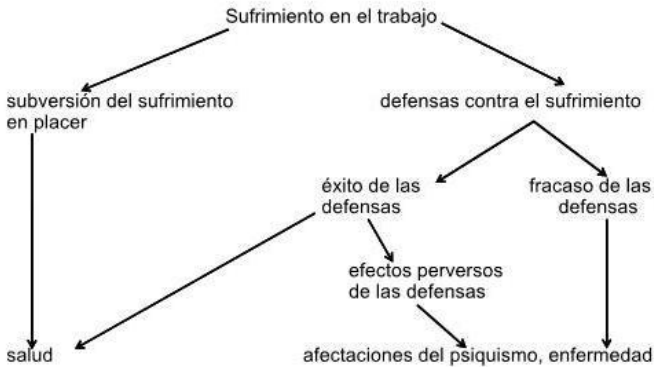 Sufrimiento en el trabajo
subversión del sufrimiento
en placer
defensas contra el sufrimiento
éxito de las
defensas
fracaso de las
defensas
efectos perversos
de las defensas
salud
afectaciones del psiquismo, enfermedad